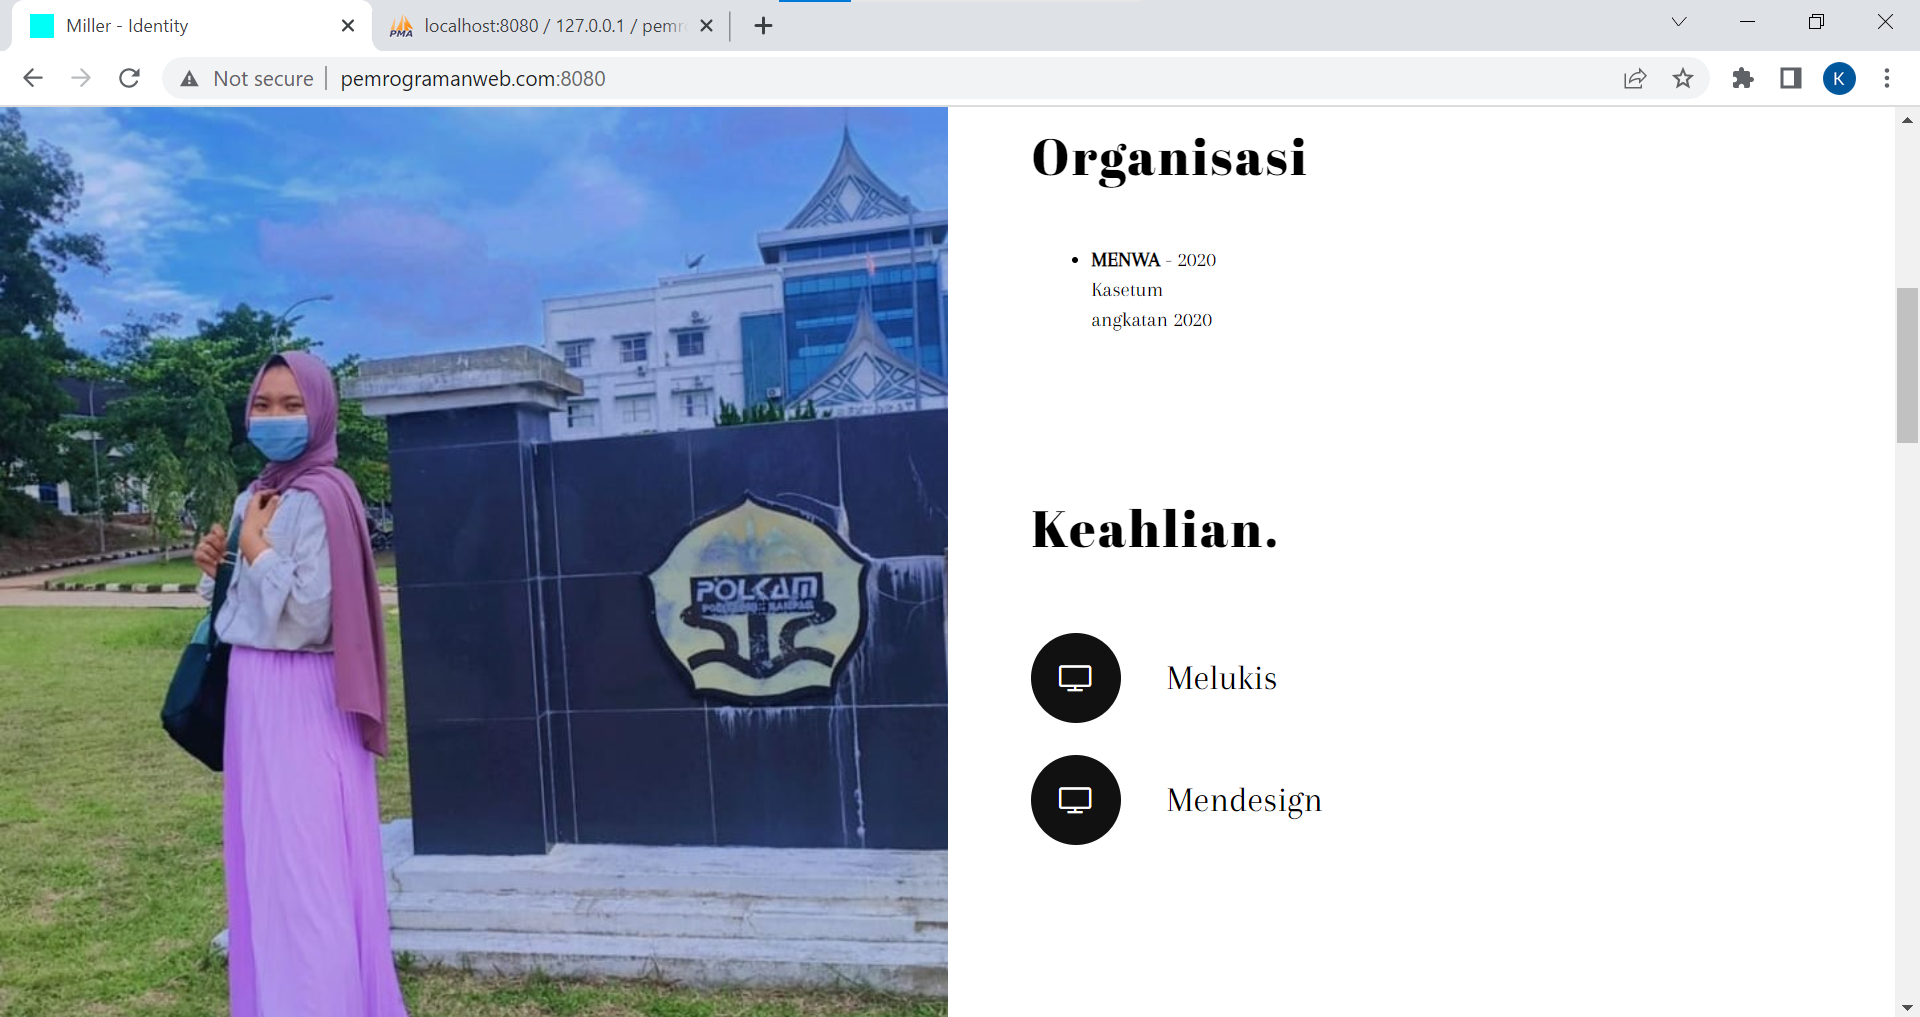 Miller - Identity
localhost:8080 / 127.0.0.1 / pemr
Not secure
pemrogramanweb.com:8080
K
Organisasi
MENWA - 2020
Kasetum
angkatan 2020
POLKAM
Keahlian.
Melukis
Mendesign